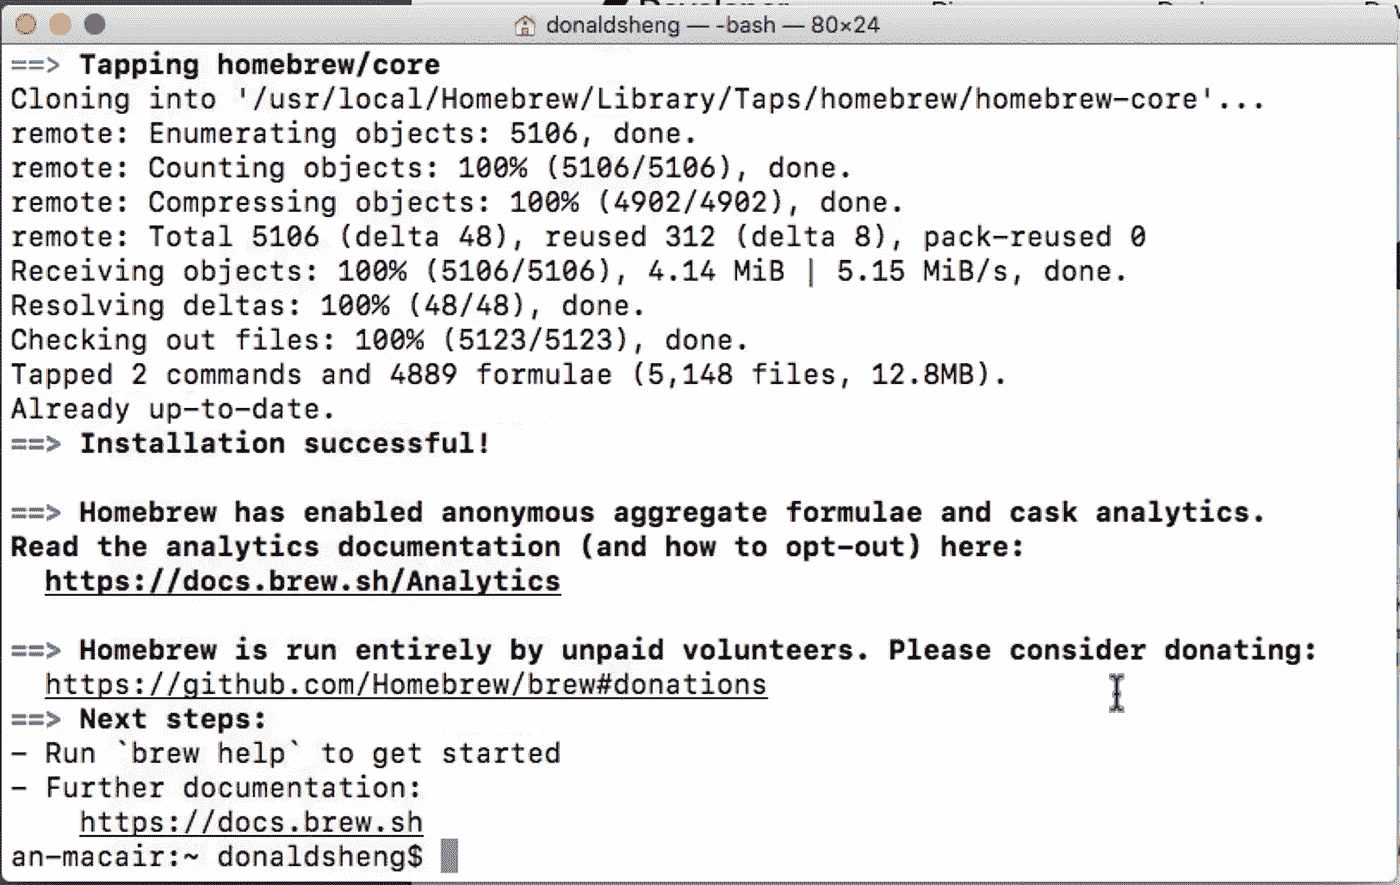 donaldsheng — -bash — 80×24
==> Tapping homebrew/core
Cloning into '/usr/local/Homebrew/Library/Taps/homebrew/homebrew-core'...
remote: Enumerating objects: 5106, done.
remote: Counting objects: 100% (5106/5106), done.
remote: Compressing objects: 100% (4902/4902), done.
remote: Total 5106 (delta 48), reused 312 (delta 8), pack-reused 0
Receiving objects: 100% (5106/5106), 4.14 MiB | 5.15 MiB/s, done.
Resolving deltas: 100% (48/48), done.
Checking out files: 100% (5123/5123), done.
Tapped 2 commands and 4889 formulae (5,148 files, 12.8MB).
Already up-to-date.
==> Installation successful!
==> Homebrew has enabled anonymous aggregate formulae and cask analytics.
Read the analytics documentation (and how to opt-out) here:
https://docs.brew.sh/Analytics
==> Homebrew is run entirely by unpaid volunteers. Please consider donating:
https://github.com/Homebrew/brew#donations
==> Next steps:
- Run `brew help` to get started
- Further documentation:
https://docs.brew.sh
an-macair:~ donaldsheng$